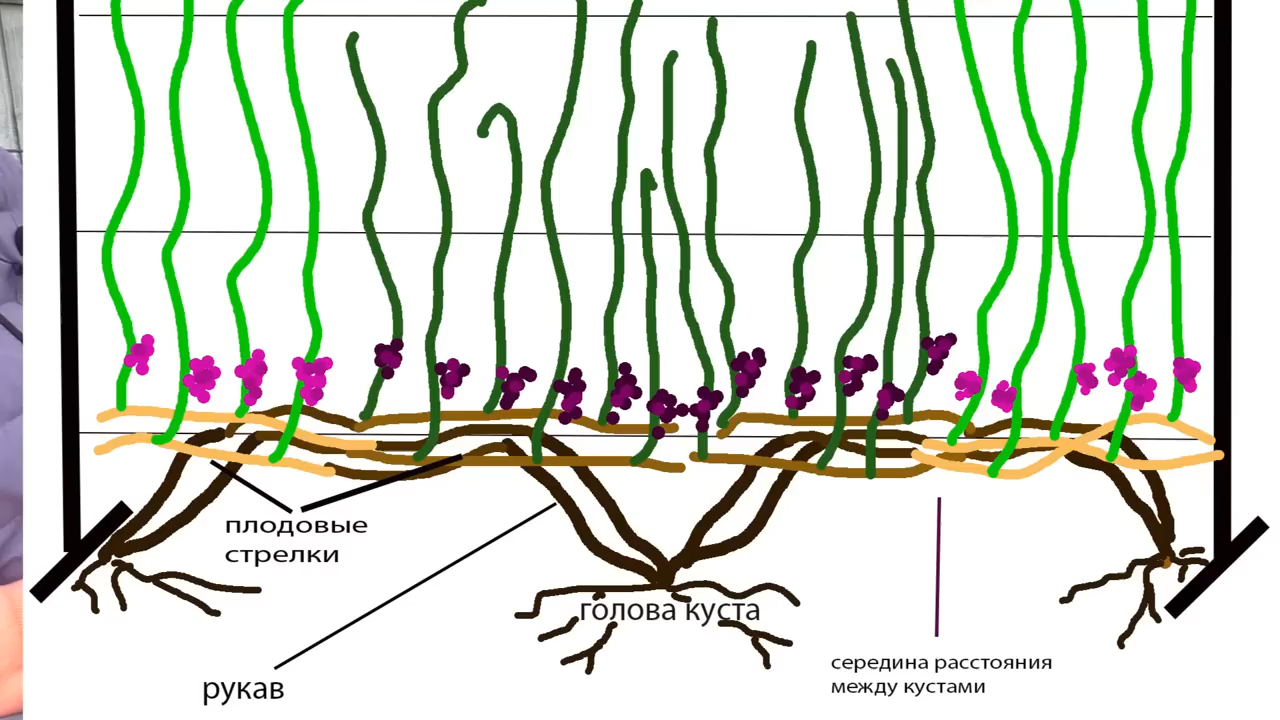 плодовые
стрелки
голова куста
рукав
середина расстояния
между кустами